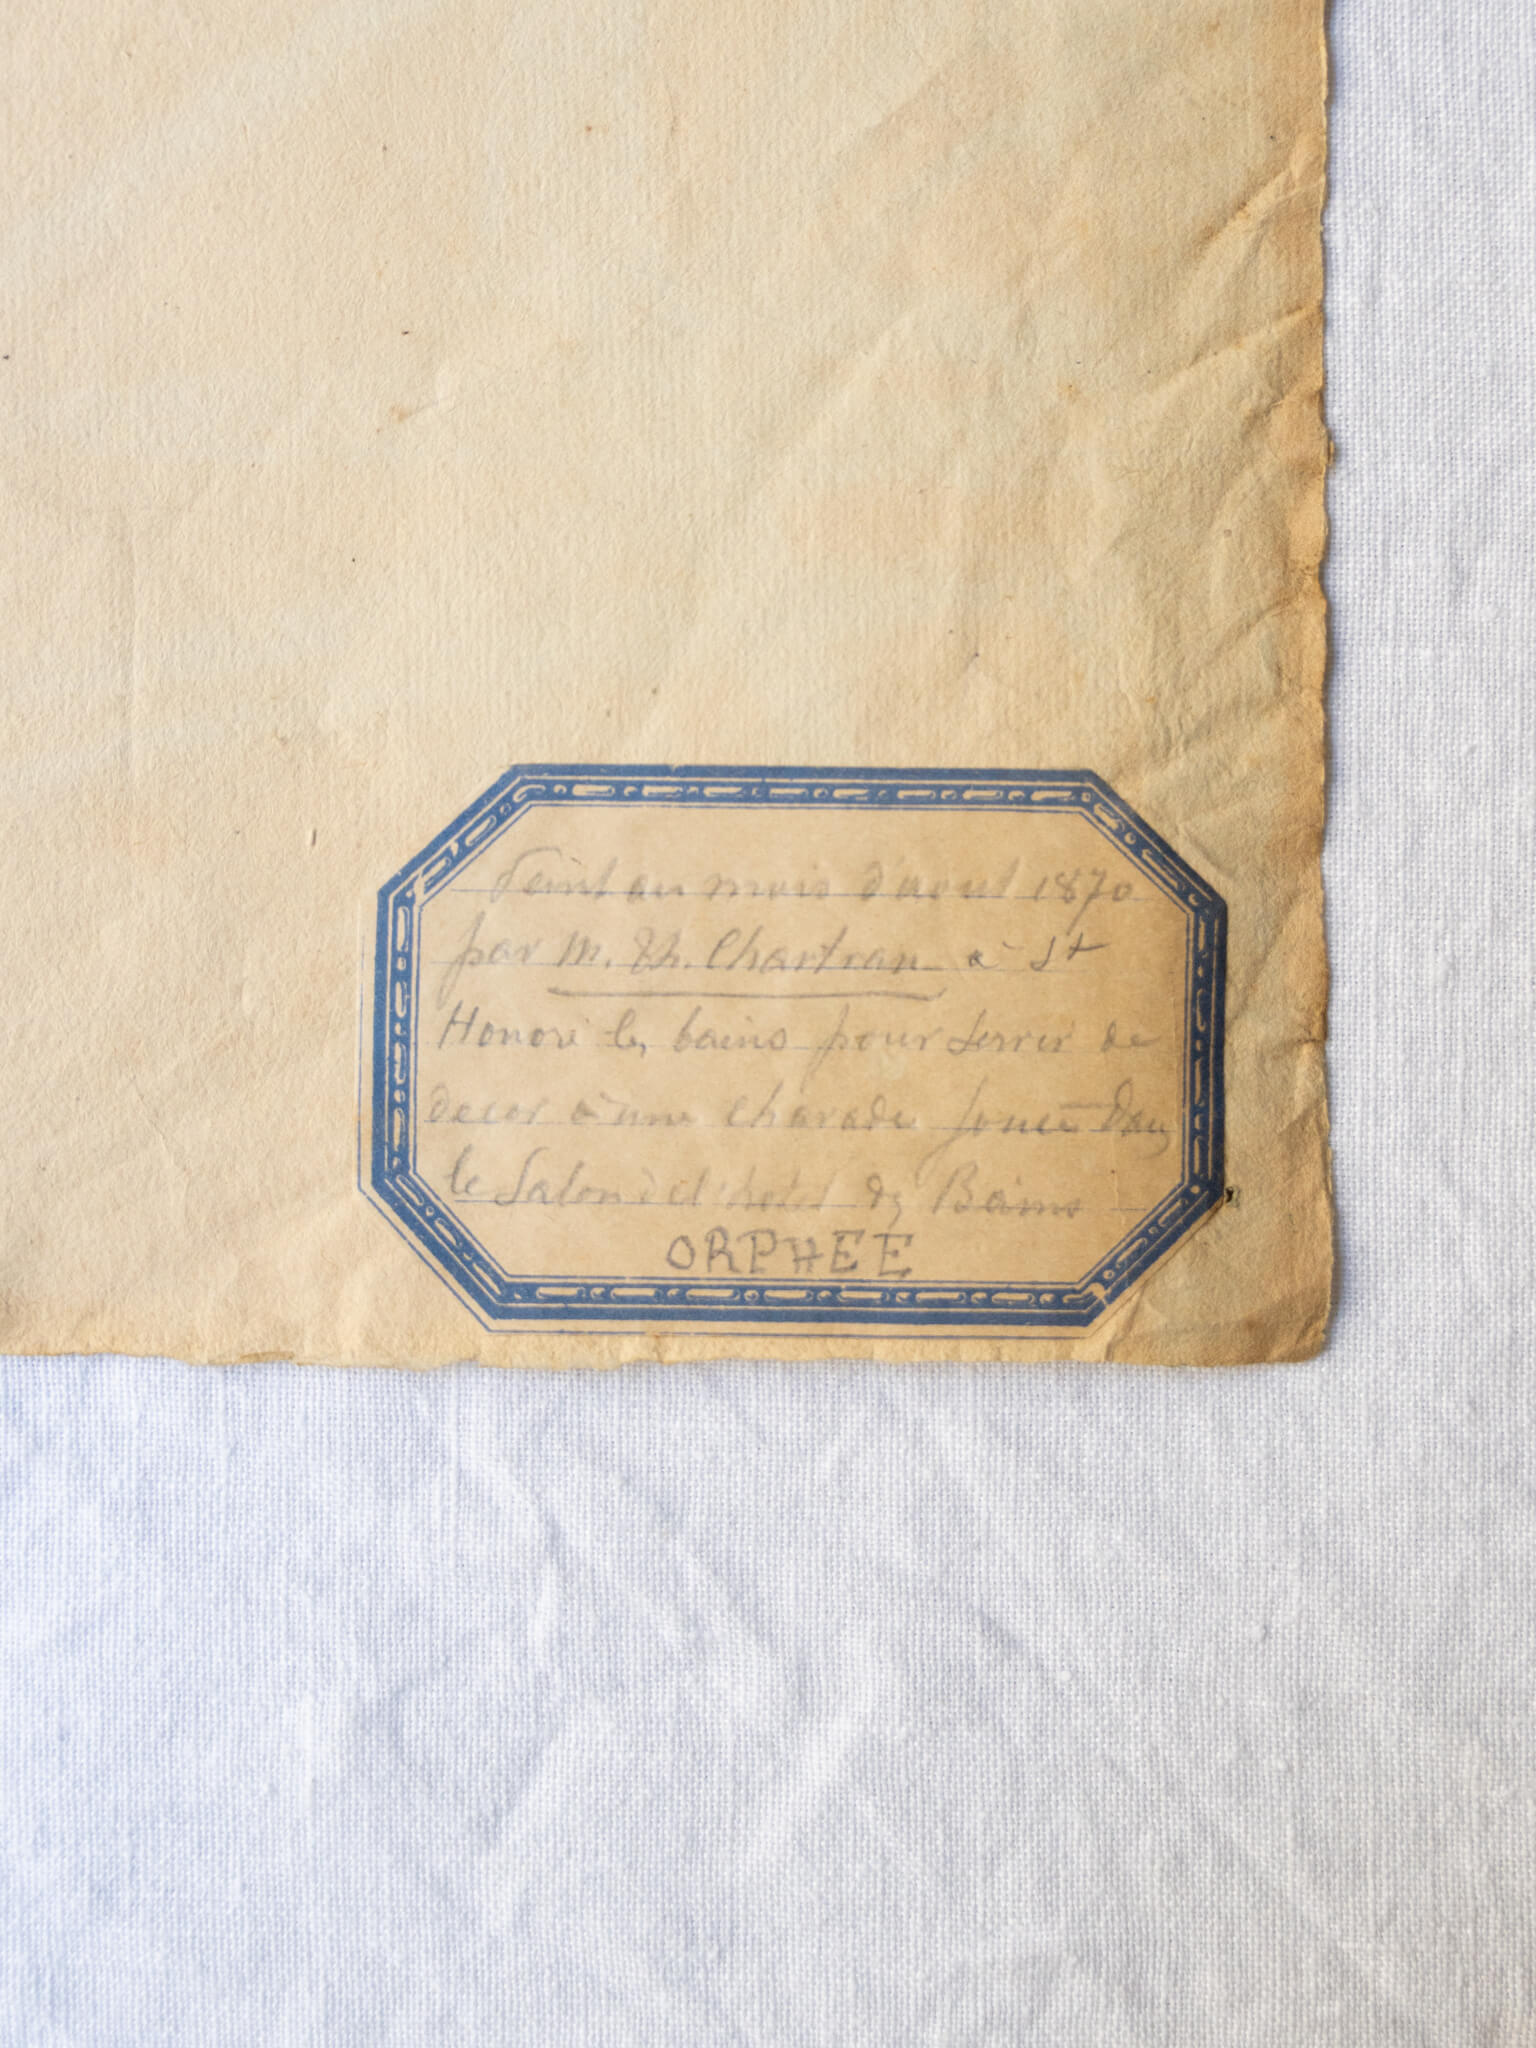 Peint au mois d'aout 1870
par M. Th. Chartran à St
Honoré les bains pour servir de
decor à une charade jouée dans
le Salon de l'hotel des Bains
ORPHEE